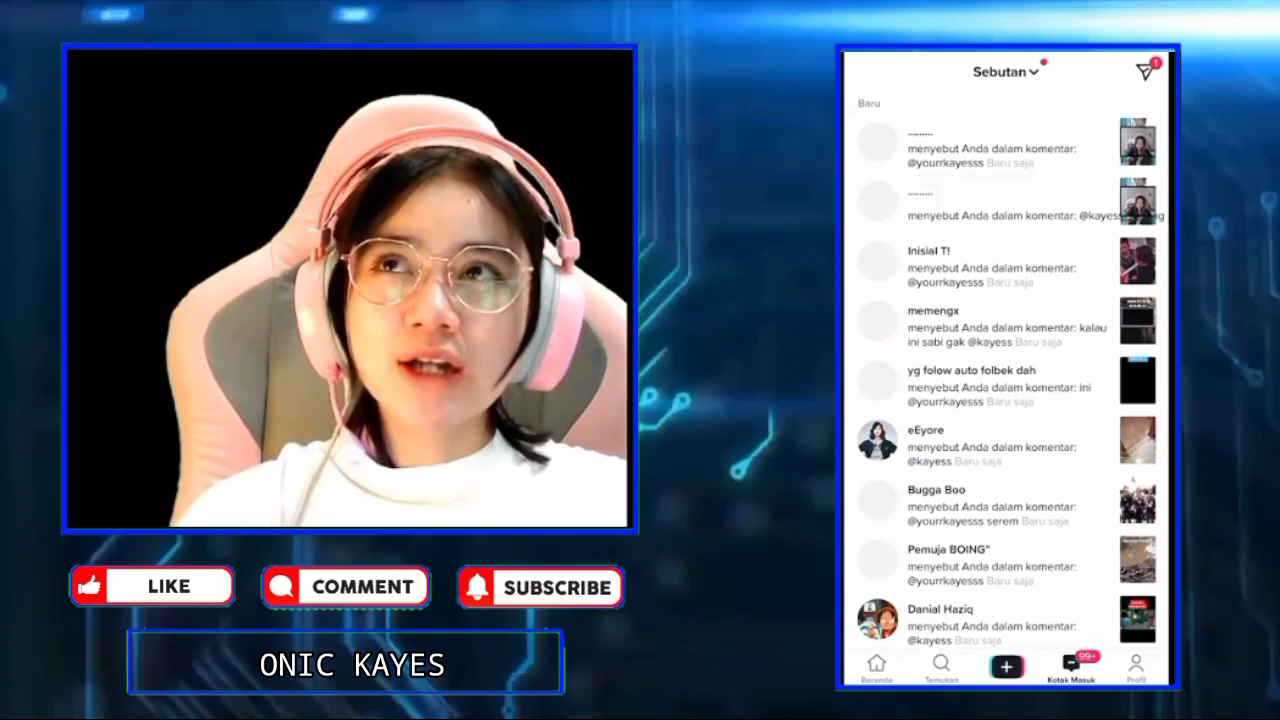 LIKE
COMMENT
SUBSCRIBE
ONIC KAYES
Sebutan
1
Baru
.........
menyebut Anda dalam komentar:
@yourrkayesss Baru saja
.........
menyebut Anda dalam komentar: @kayess
Inisial T!
menyebut Anda dalam komentar:
@yourrkayesss Baru saja
memengx
menyebut Anda dalam komentar: kalau
ini sabi gak @kayess Baru saja
yg folow auto folbek dah
menyebut Anda dalam komentar: ini
@yourrkayesss Baru saja
eEyore
menyebut Anda dalam komentar:
@kayess Baru saja
Bugga Boo
menyebut Anda dalam komentar:
@yourrkayesss serem Baru saja
Pemuja BOING"
menyebut Anda dalam komentar:
@yourrkayesss Baru saja
Danial Haziq
menyebut Anda dalam komentar:
@kayess Baru saja
99+
Beranda
Temukan
Kotak Masuk
Profil